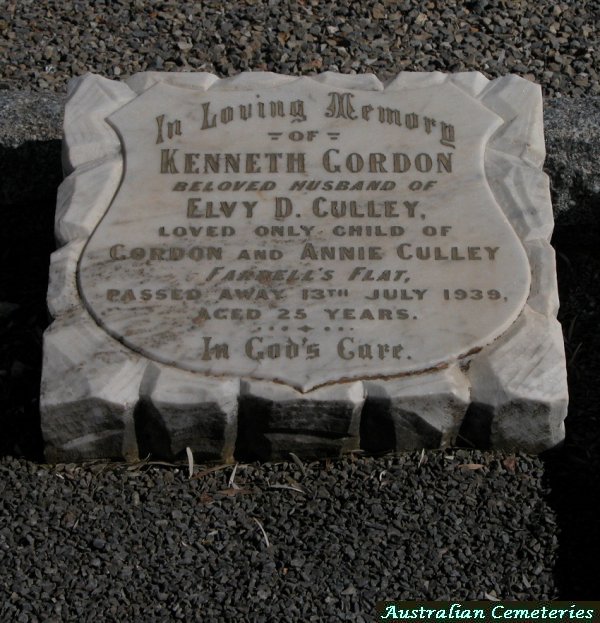 In Loving Memory
OF
KENNETH GORDON
BELOVED HUSBAND OF
ELVY D. CULLEY,
LOVED ONLY CHILD OF
GORDON AND ANNIE CULLEY
FARRELL'S FLAT,
PASSED AWAY 13TH JULY 1939,
AGED 25 YEARS.
In God's Care.
Australian Cemeteries